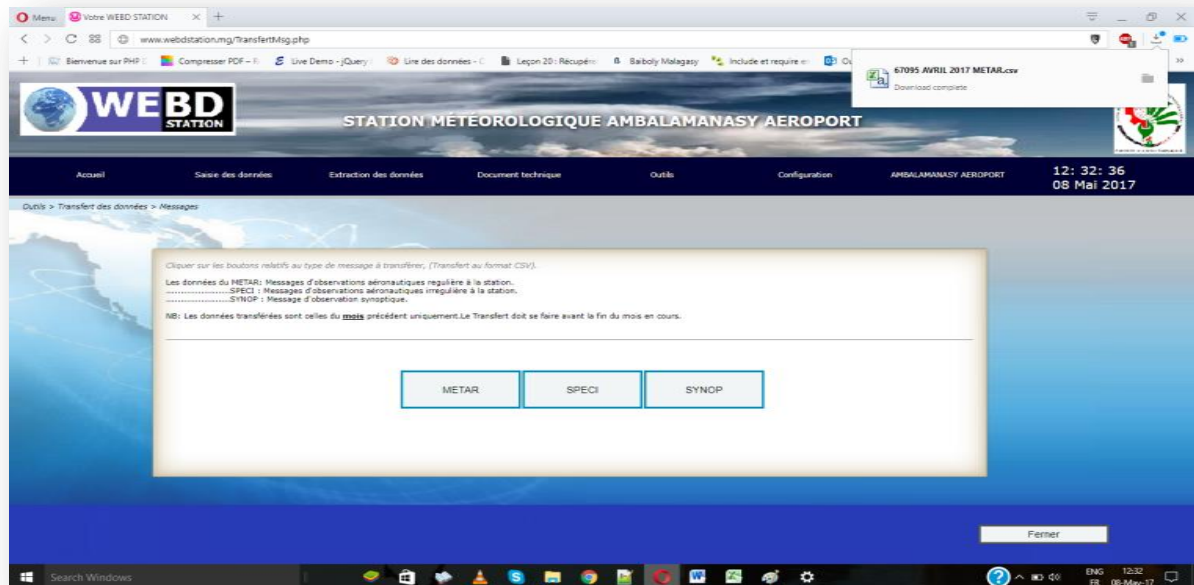 Menu Votre WEBD STATION
www.webdstation.mg/TransfertMsg.php
Bienvenue sur PHP Compresser PDF – Live Demo - jQuery Lire des données - Leçon 20 : Récupére Baiboly Malagasy Include et require e
67095 AVRIL 2017 METAR.csv
Download complete
WEBD
STATION
STATION MÉTÉOROLOGIQUE AMBALAMANASY AEROPORT
Accueil Saisie des données Extraction des données Document technique Outils Configuration AMBALAMANASY AEROPORT
12: 32: 36
08 Mai 2017
Outils > Transfert des données > Messages
Cliquer sur les boutons relatifs au type de message à transférer, (Transfert au format CSV).
Les données du METAR: Messages d'observations aéronautiques regulière à la station.
......................SPECI : Messages d'observations aéronautiques irregulière à la station.
......................SYNOP : Message d'observation synoptique.
NB: Les données transférées sont celles du mois précédent uniquement.Le Transfert doit se faire avant la fin du mois en cours.
METAR SPECI SYNOP
Fermer
Search Windows
ENG 12:32
FR 08-May-17